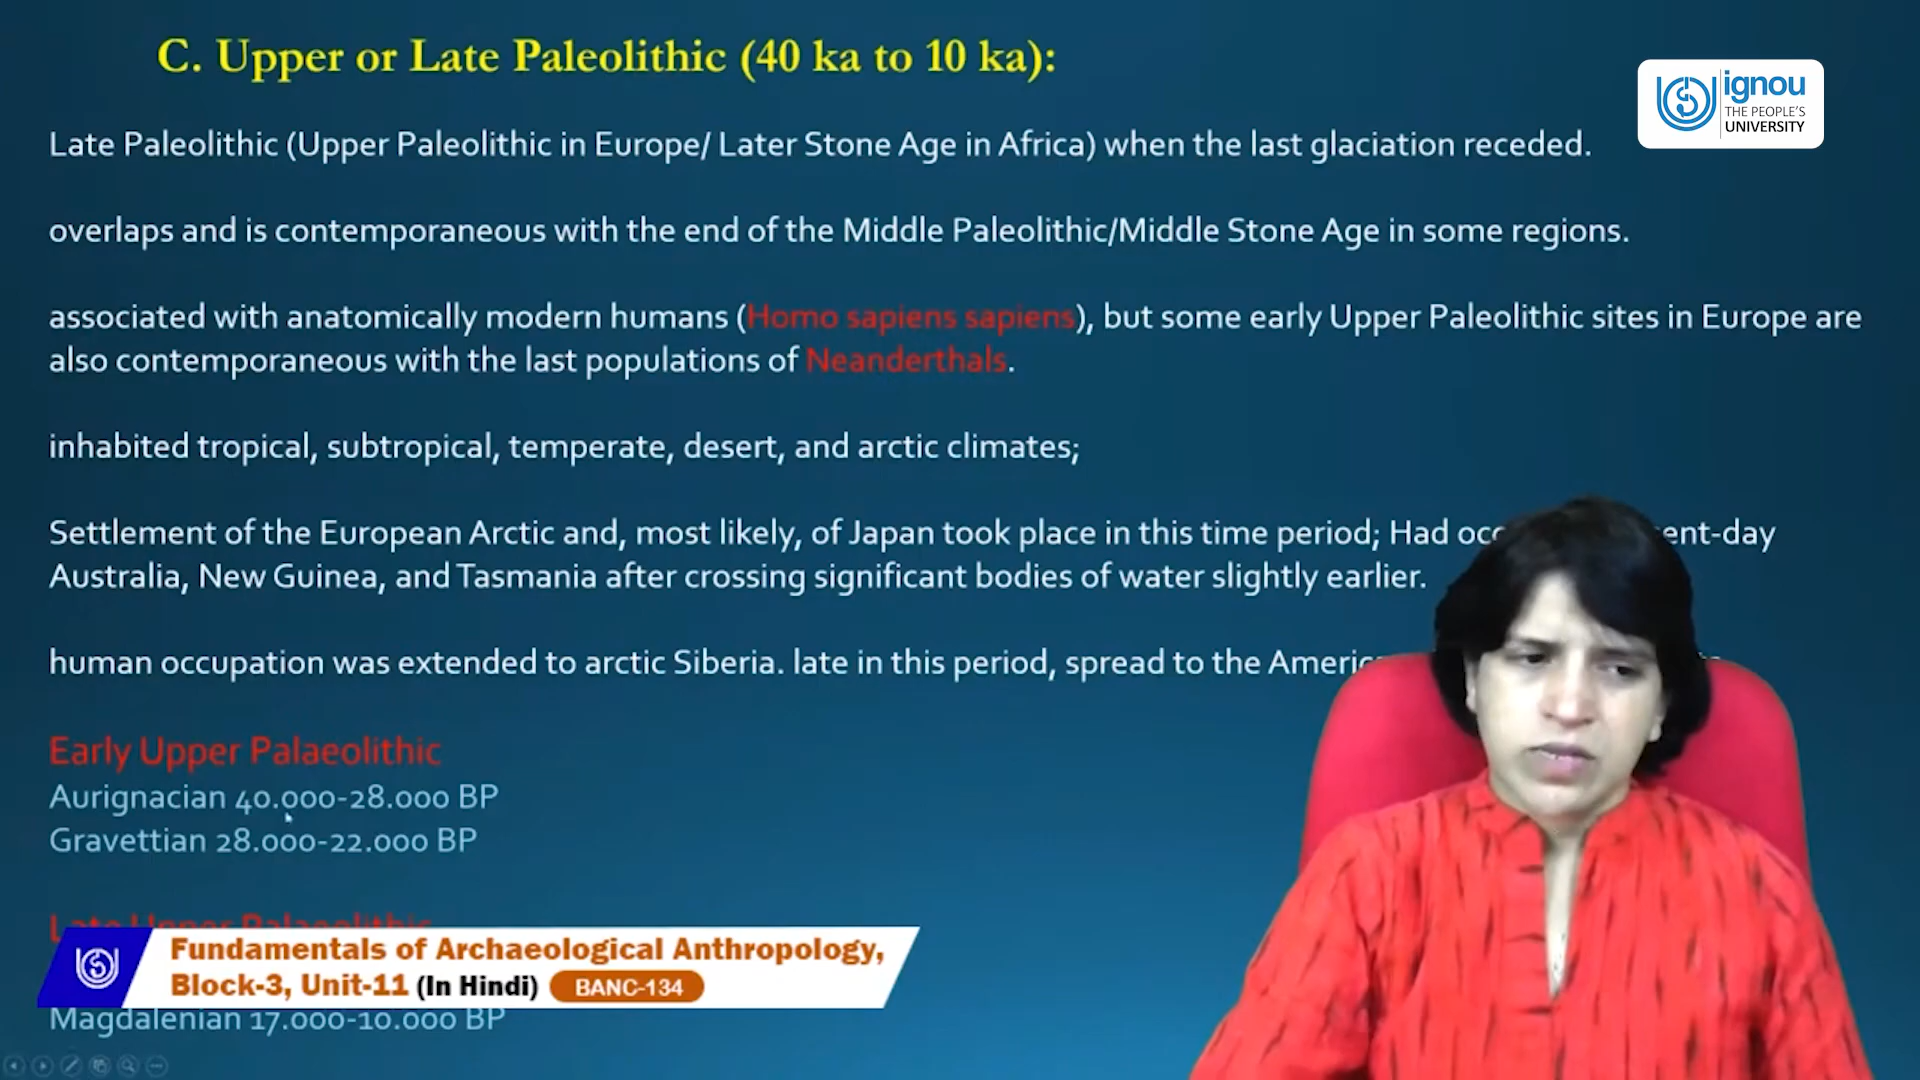 C. Upper or Late Paleolithic (40 ka to 10 ka):
ignou
THE PEOPLE'S
UNIVERSITY
Late Paleolithic (Upper Paleolithic in Europe/ Later Stone Age in Africa) when the last glaciation receded.
overlaps and is contemporaneous with the end of the Middle Paleolithic/Middle Stone Age in some regions.
associated with anatomically modern humans (Homo sapiens sapiens), but some early Upper Paleolithic sites in Europe are
also contemporaneous with the last populations of Neanderthals.
inhabited tropical, subtropical, temperate, desert, and arctic climates;
Settlement of the European Arctic and, most likely, of Japan took place in this time period; Had
Australia, New Guinea, and Tasmania after crossing significant bodies of water slightly earlier.
human occupation was extended to arctic Siberia. late in this period, spread to the
Early Upper Palaeolithic
Aurignacian 40.000-28.000 BP
Gravettian 28.000-22.000 BP
Late Upper Palaeolithic
Fundamentals of Archaeological Anthropology,
Block-3, Unit-11 (In Hindi) BANC-134
Magdalenian 17.000-10.000 BP